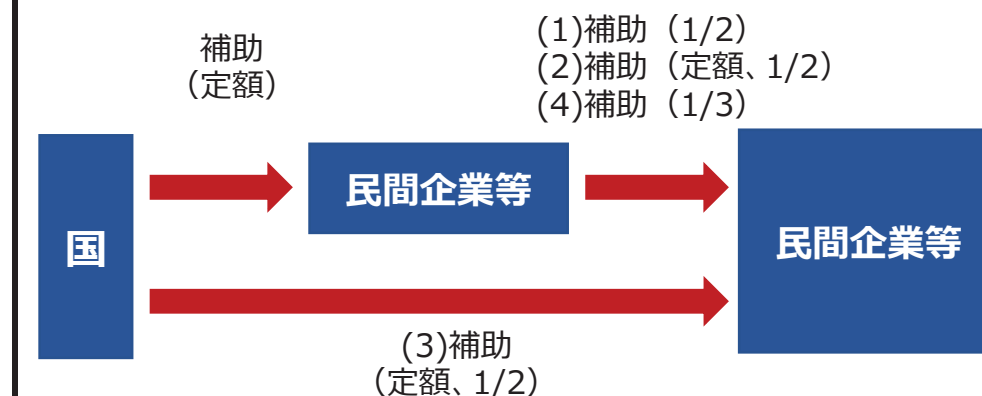 補助
（定額）
(1)補助（1/2）
(2)補助（定額、1/2）
(4)補助（1/3）
国
民間企業等
民間企業等
(3)補助
（定額、1/2）